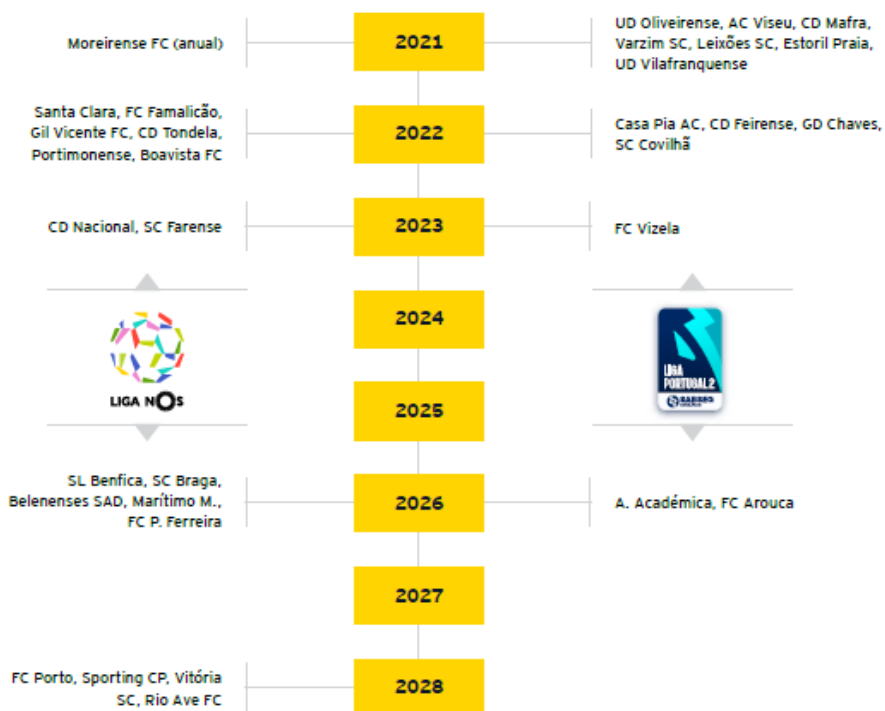 Moreirense FC (anual)
2021
UD Oliveirense, AC Viseu, CD Mafra,
Varzim SC, Leixões SC, Estoril Praia,
UD Vilafranquense
Santa Clara, FC Famalicão,
Gil Vicente FC, CD Tondela,
Portimonense, Boavista FC
2022
Casa Pia AC, CD Feirense, GD Chaves,
SC Covilhã
CD Nacional, SC Farense
2023
FC Vizela
2024
LIGA NOS
LIGA
PORTUGAL2
SABSEG
2025
SL Benfica, SC Braga,
Belenenses SAD, Marítimo M.,
FC P. Ferreira
2026
A. Académica, FC Arouca
2027
FC Porto, Sporting CP, Vitória
SC, Rio Ave FC
2028